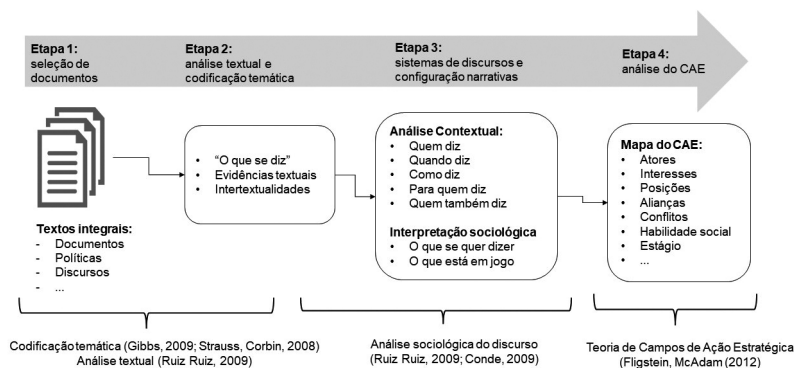 Etapa 1:
seleção de
documentos
Etapa 2:
análise textual e
codificação temática
Etapa 3:
sistemas de discursos e
configuração narrativas
Etapa 4:
análise do CAE
Textos integrais:
- Documentos
- Políticas
- Discursos
- ...
• “O que se diz”
• Evidências textuais
• Intertextualidades
Análise Contextual:
• Quem diz
• Quando diz
• Como diz
• Para quem diz
• Quem também diz
Interpretação sociológica
• O que se quer dizer
• O que está em jogo
Mapa do CAE:
• Atores
• Interesses
• Posições
• Alianças
• Conflitos
• Habilidade social
• Estágio
• ...
Codificação temática (Gibbs, 2009; Strauss, Corbin, 2008)
Análise textual (Ruiz Ruiz, 2009)
Análise sociológica do discurso
(Ruiz Ruiz, 2009; Conde, 2009)
Teoria de Campos de Ação Estratégica
(Fligstein, McAdam (2012)